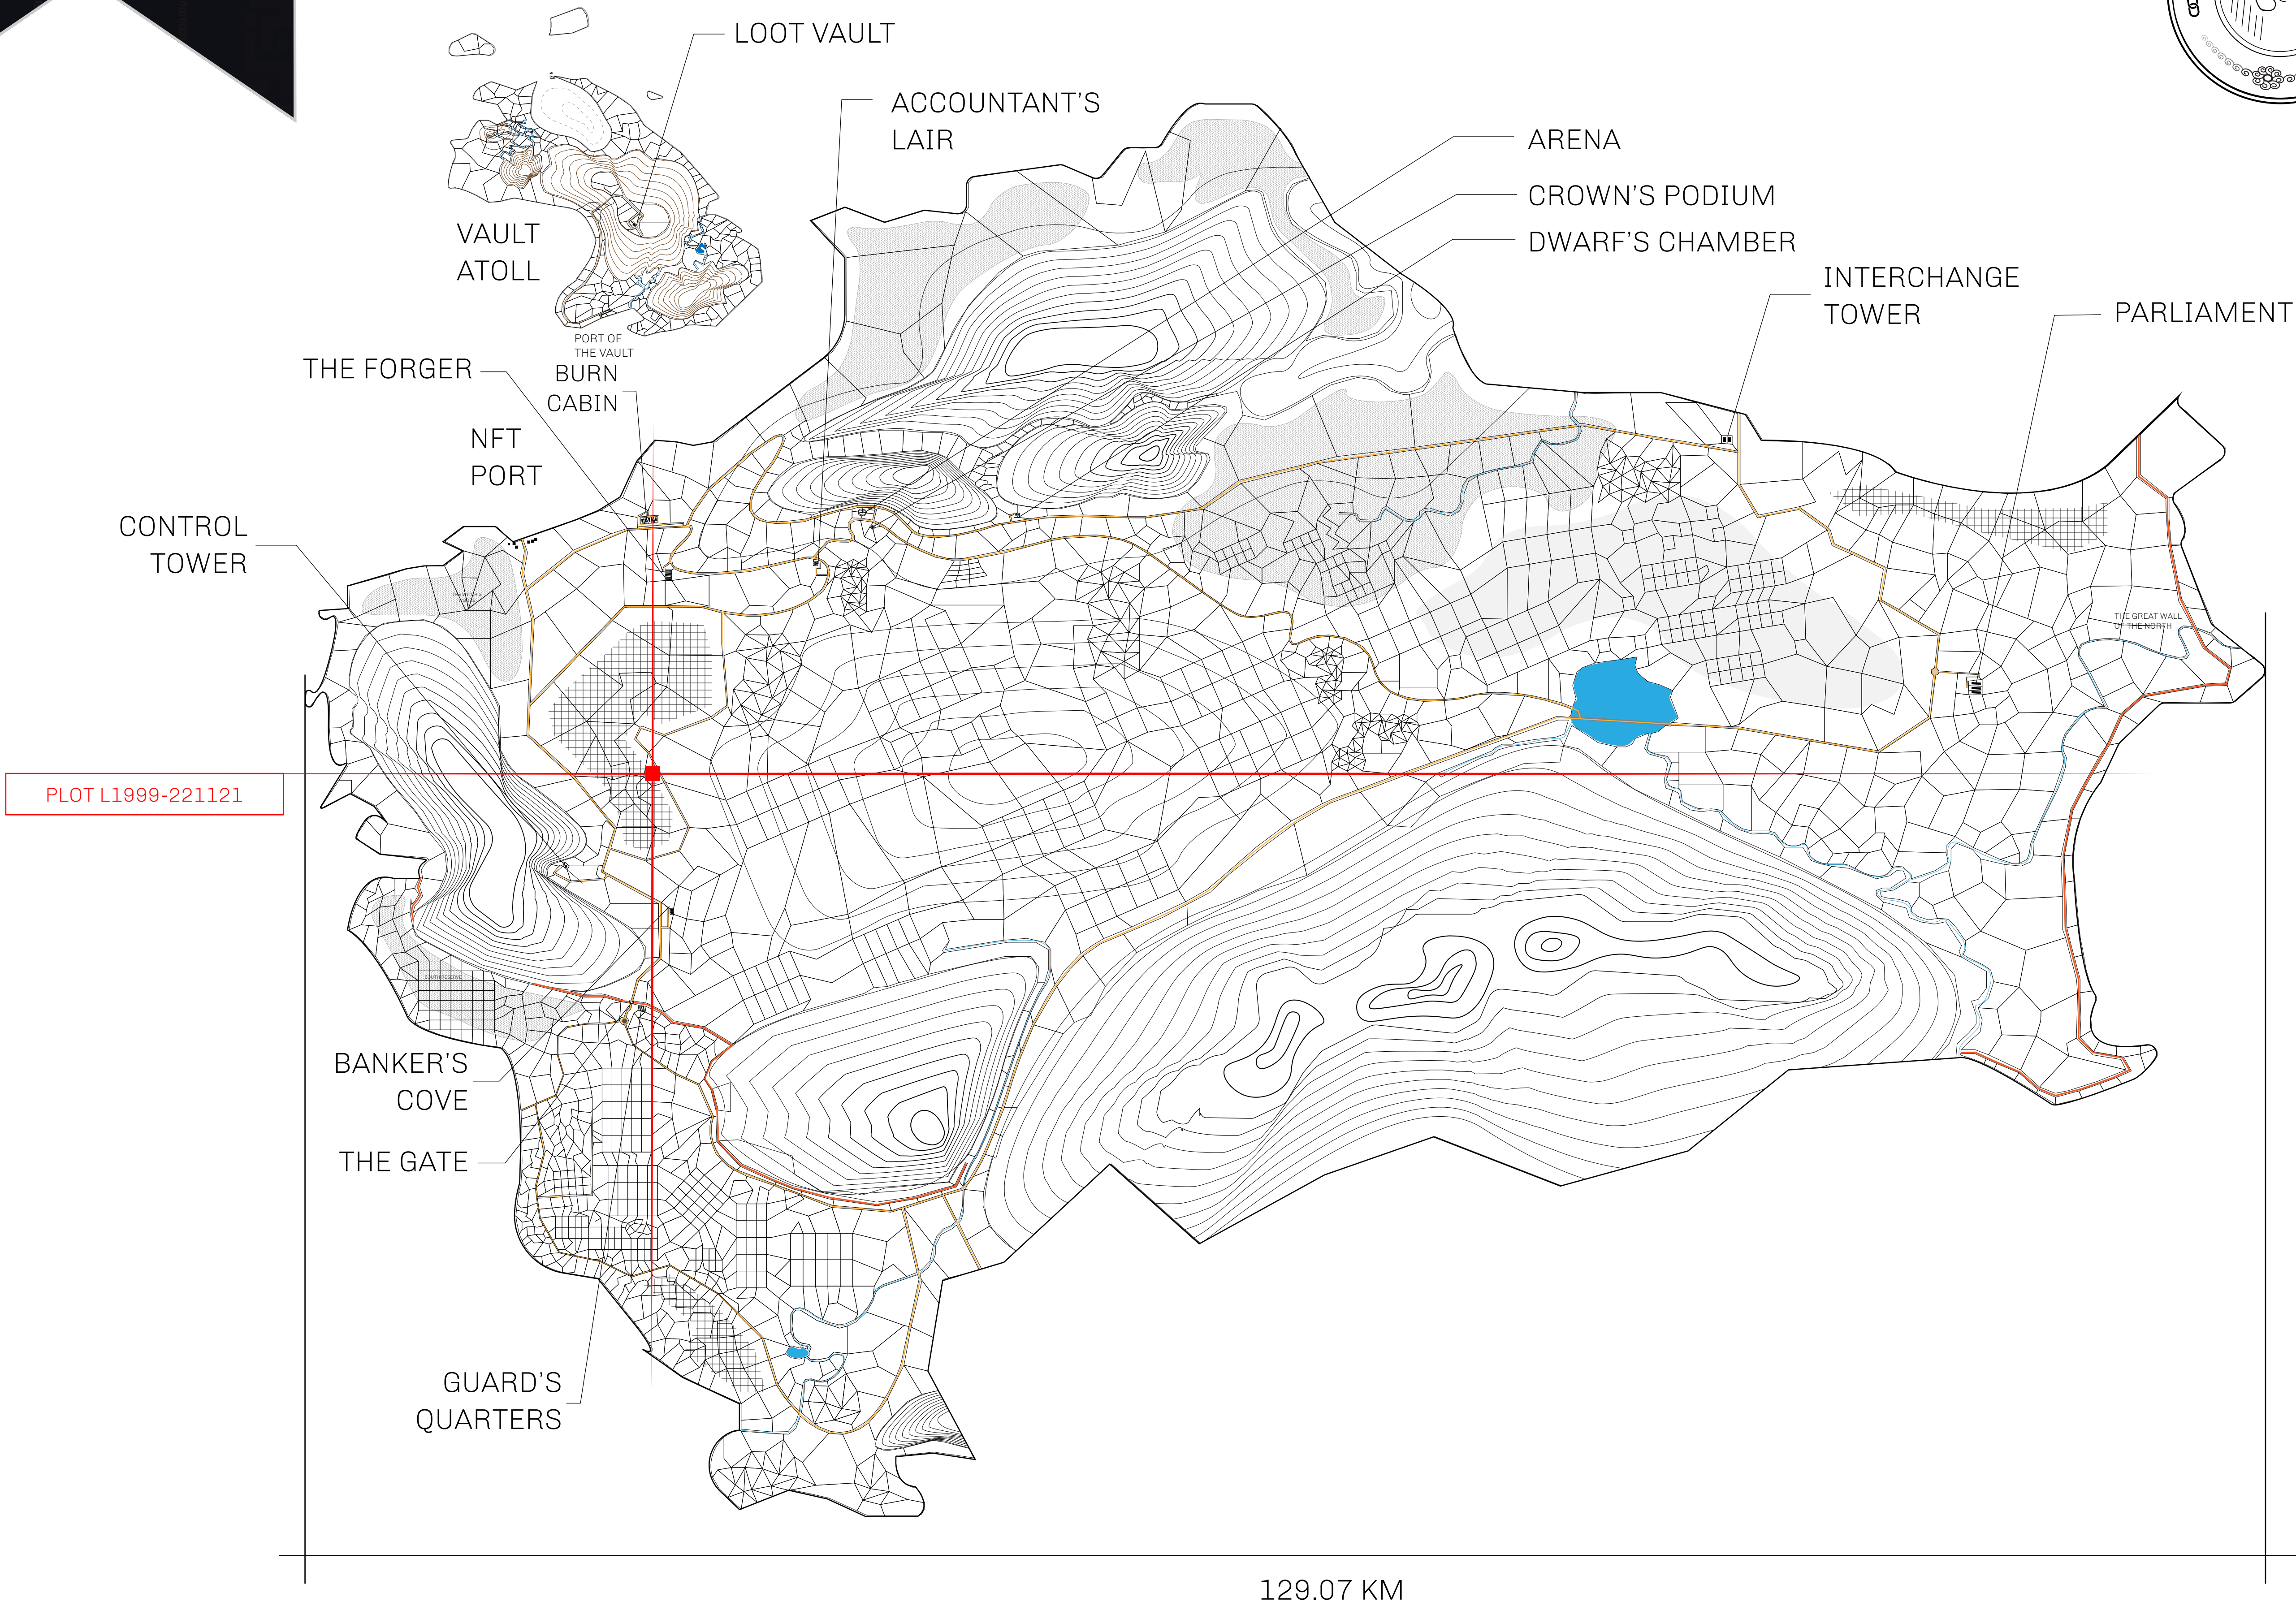 LOOT VAULT
ACCOUNTANT'S
LAIR
ARENA
CROWN'S PODIUM
DWARF'S CHAMBER
VAULT
ATOLL
INTERCHANGE
TOWER
PARLIAMENT
PORT OF
THE VAULT
THE FORGER
BURN
CABIN
NFT
PORT
CONTROL
TOWER
THE GREAT WALL
OF THE NORTH
PLOT L1999-221121
SOUTH RESERVE
BANKER'S
COVE
THE GATE
GUARD'S
QUARTERS
129.07 KM